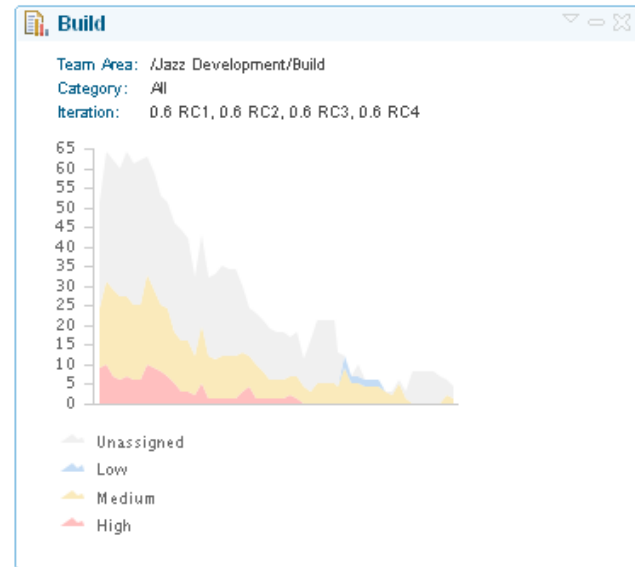 Build
Team Area: /Jazz Development/Build
Category: All
Iteration: 0.6 RC1, 0.6 RC2, 0.6 RC3, 0.6 RC4
65
60
55
50
45
40
35
30
25
20
15
10
5
0
Unassigned
Low
Medium
High